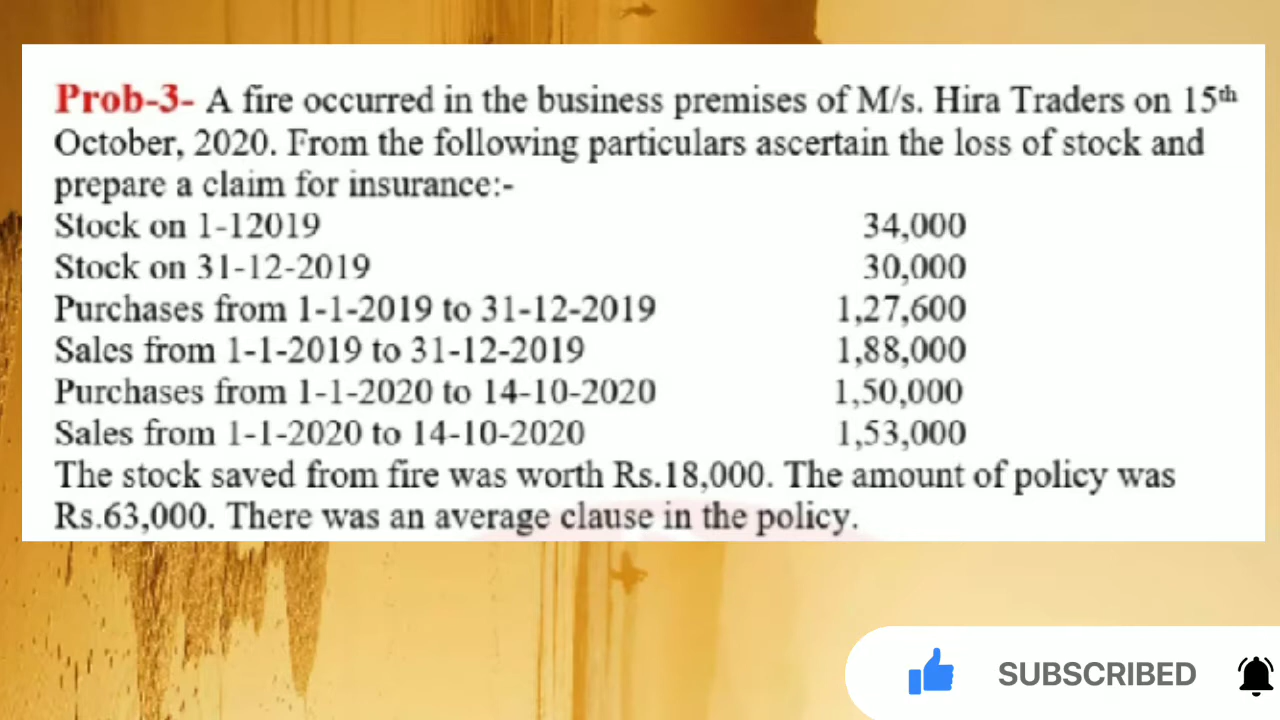 Prob-3- A fire occurred in the business premises of M/s. Hira Traders on 15th
October, 2020. From the following particulars ascertain the loss of stock and
prepare a claim for insurance:-
Stock on 1-12019 34,000
Stock on 31-12-2019 30,000
Purchases from 1-1-2019 to 31-12-2019 1,27,600
Sales from 1-1-2019 to 31-12-2019 1,88,000
Purchases from 1-1-2020 to 14-10-2020 1,50,000
Sales from 1-1-2020 to 14-10-2020 1,53,000
The stock saved from fire was worth Rs.18,000. The amount of policy was
Rs.63,000. There was an average clause in the policy.
SUBSCRIBED